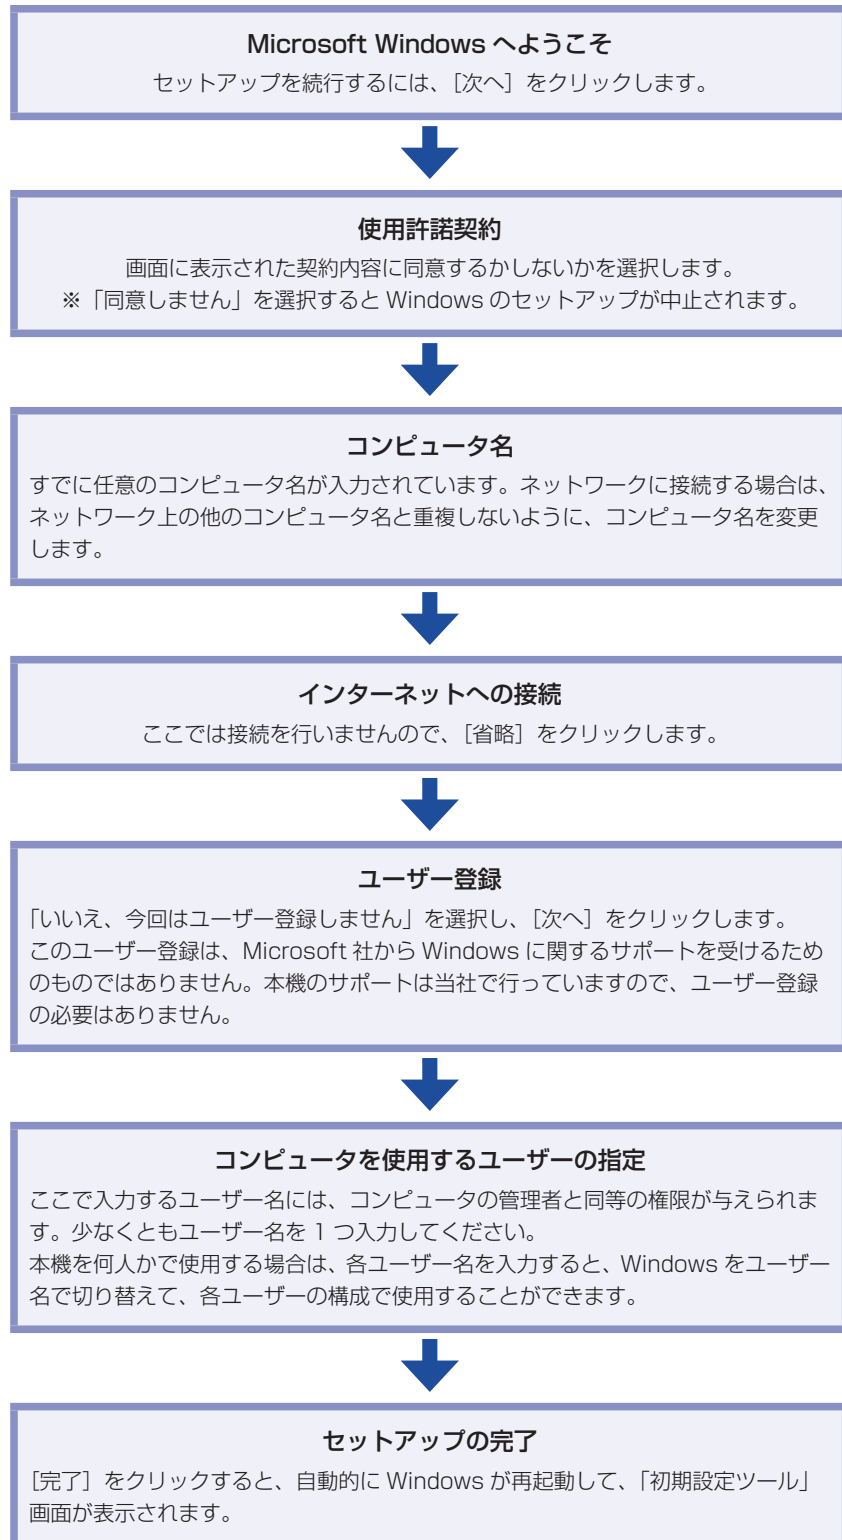 Microsoft Windows へようこそ
セットアップを続行するには、［次へ］をクリックします。
使用許諾契約
画面に表示された契約内容に同意するかしないかを選択します。
※「同意しません」を選択すると Windows のセットアップが中止されます。
コンピュータ名
すでに任意のコンピュータ名が入力されています。ネットワークに接続する場合は、
ネットワーク上の他のコンピュータ名と重複しないように、コンピュータ名を変更
します。
インターネットへの接続
ここでは接続を行いませんので、［省略］をクリックします。
ユーザー登録
「いいえ、今回はユーザー登録しません」を選択し、［次へ］をクリックします。
このユーザー登録は、Microsoft 社から Windows に関するサポートを受けるため
のものではありません。本機のサポートは当社で行っていますので、ユーザー登録
の必要はありません。
コンピュータを使用するユーザーの指定
ここで入力するユーザー名には、コンピュータの管理者と同等の権限が与えられま
す。少なくともユーザー名を 1 つ入力してください。
本機を何人かで使用する場合は、各ユーザー名を入力すると、Windows をユーザー
名で切り替えて、各ユーザーの構成で使用することができます。
セットアップの完了
［完了］をクリックすると、自動的に Windows が再起動して、「初期設定ツール」
画面が表示されます。